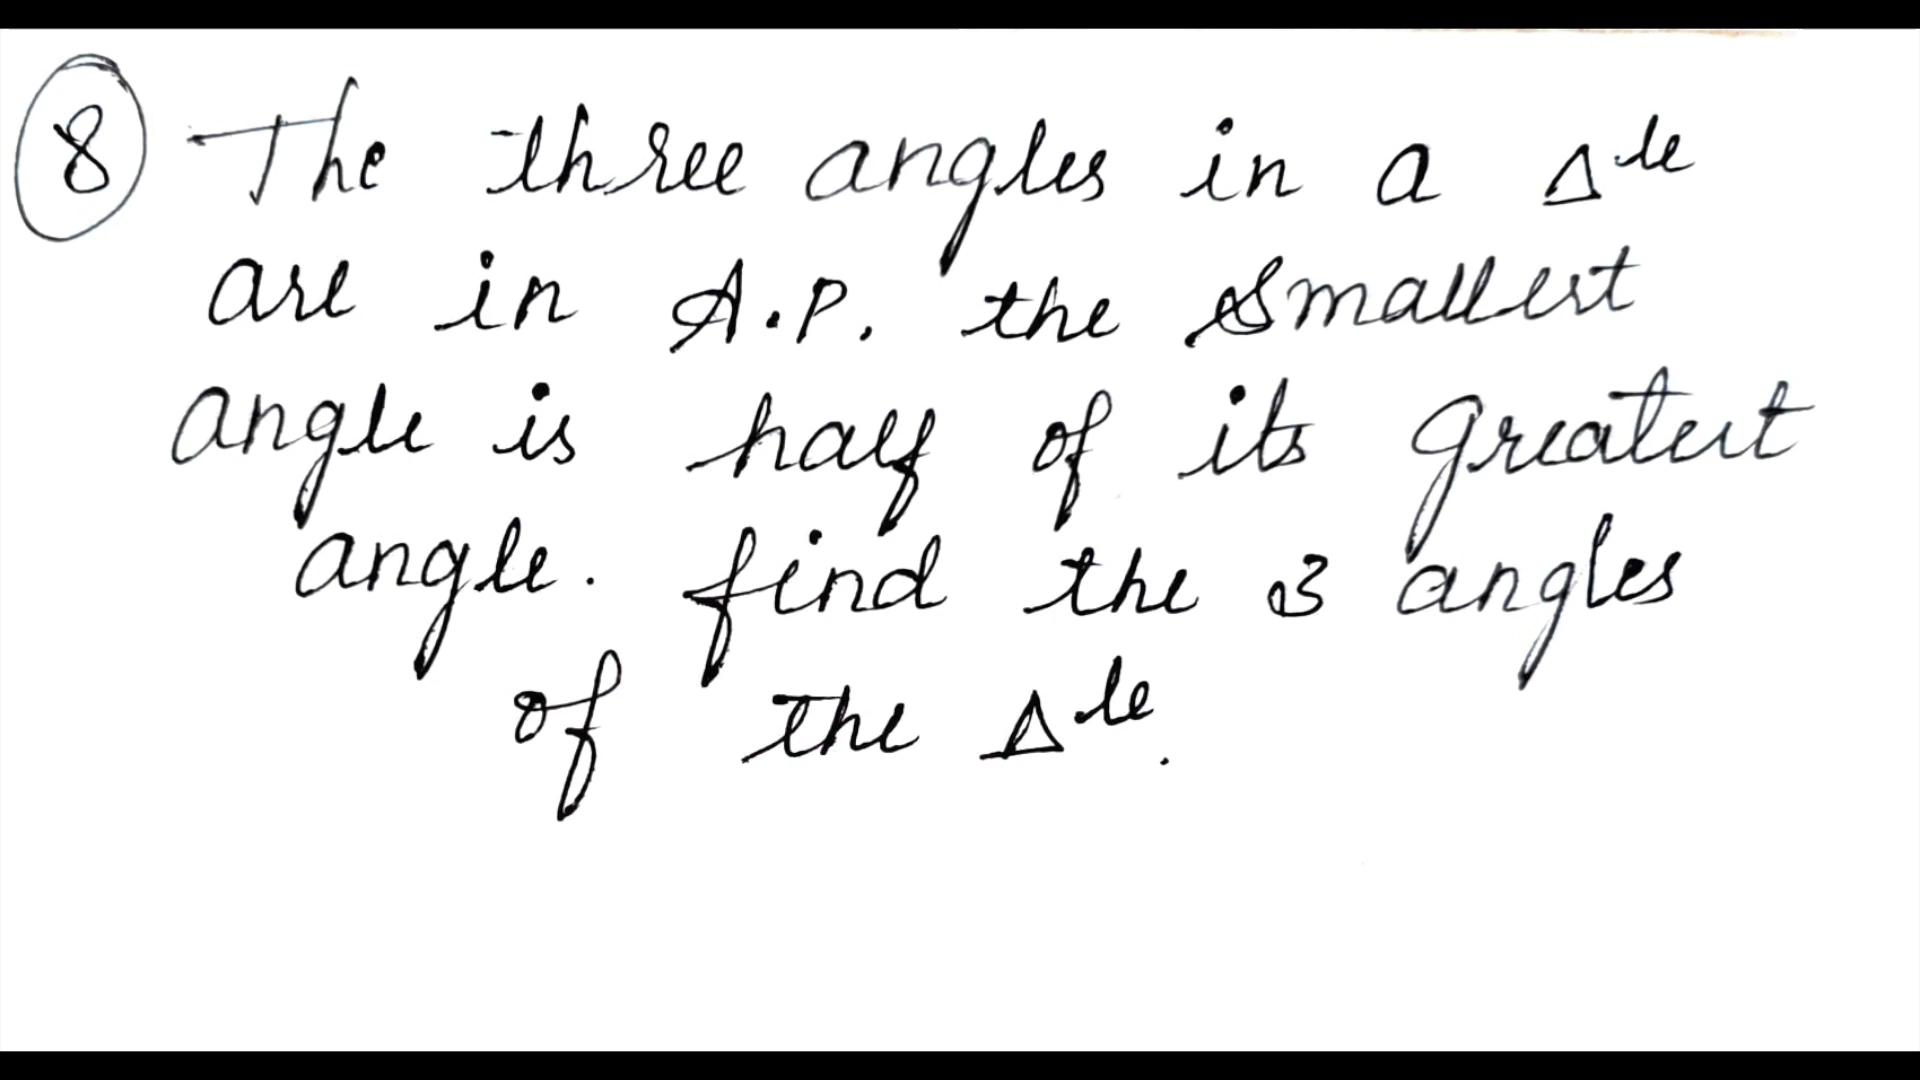 8 The three angles in a Δle
are in A.P. the smallest
angle is half of its greatest
angle. find the 3 angles
of the Δle.